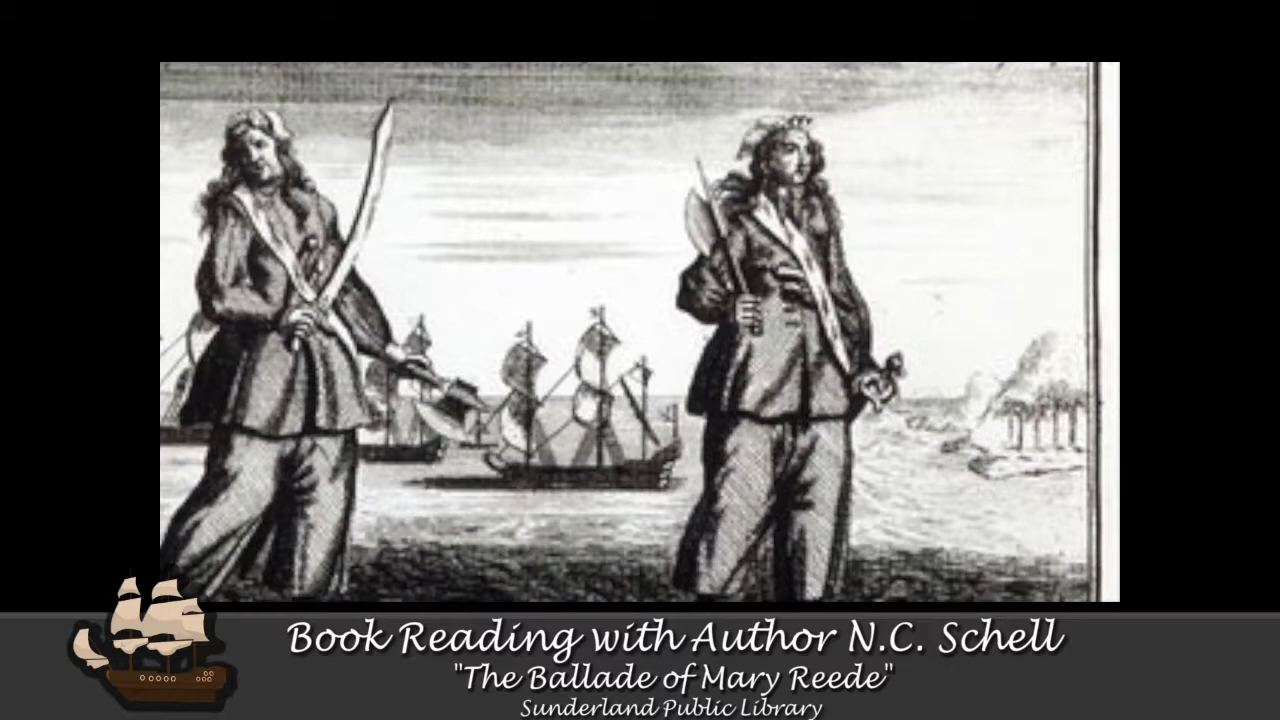 Book Reading with Author N.C. Schell
"The Ballade of Mary Reede"
Sunderland Public Library